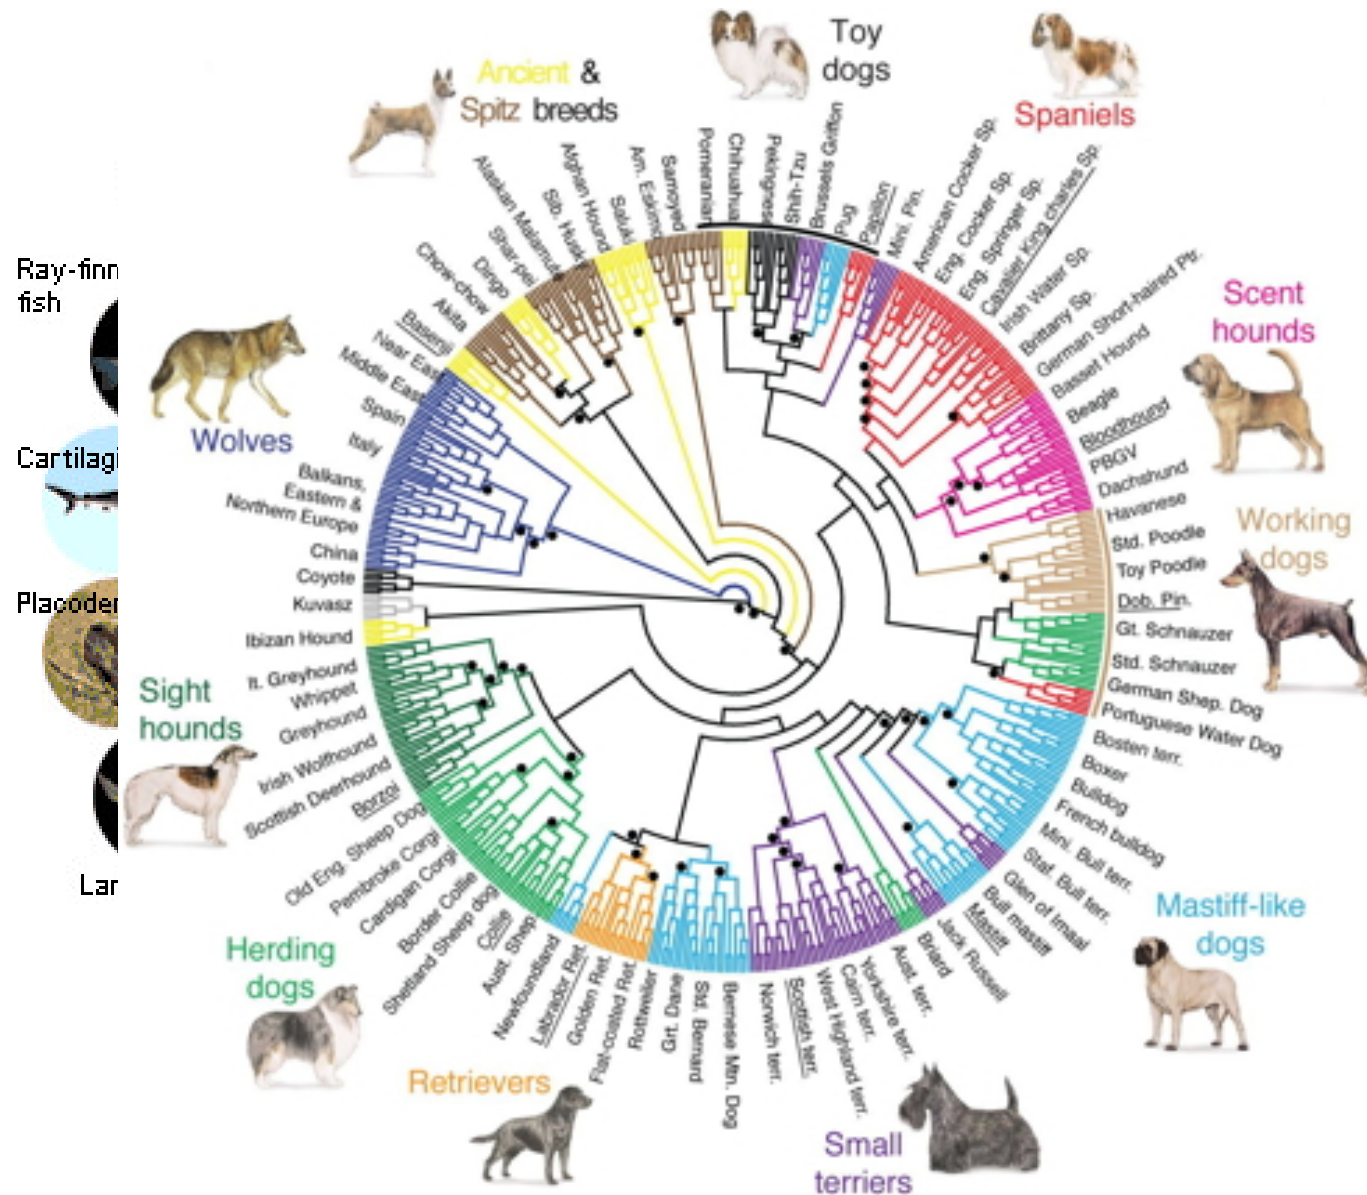 Toy
dogs
Ancient &
Spitz breeds
Spaniels
Scent
hounds
Working
dogs
Mastiff-like
dogs
Small
terriers
Retrievers
Herding
dogs
Sight
hounds
Wolves
Ray-finn
fish
Cartilagi
Placoder
Lar
Pomeranian
Chihuahua
Pekingnese
Shih-Tzu
Brussels Griffon
Pug
Papillon
Mini. Pin.
American Cocker Sp.
Eng. Cocker Sp.
Eng. Springer Sp.
Cavalier King charles Sp.
Irish Water Sp.
Brittany Sp.
German Short-haired Ptr.
Basset Hound
Beagle
Bloodhound
PBGV
Dachshund
Havanese
Std. Poodle
Toy Poodle
Dob. Pin.
Gt. Schnauzer
Std. Schnauzer
German Shep. Dog
Portuguese Water Dog
Bosten terr.
Boxer
Bulldog
French bulldog
Mini. Bull terr.
Staf. Bull terr.
Glen of Imaal
Bull mastiff
Mastiff
Jack Russell
Briard
Aust. terr.
Yorkshire terr.
Cairn terr.
West Highland terr.
Scottish terr.
Norwich terr.
Bernese Mtn. Dog
Std. Bernard
Grt. Dane
Rottweiler
Flat-coated Ret.
Golden Ret.
Labrador Ret.
Newfoundland
Aust. Shep.
Collie
Shetland Sheep dog
Border Collie
Cardigan Corgi
Pembroke Corgi
Old Eng. Sheep Dog
Borzoi
Scottish Deerhound
Irish Wolfhound
Greyhound
Whippet
It. Greyhound
Ibizan Hound
Kuvasz
Coyote
China
Balkans,
Eastern &
Northern Europe
Italy
Spain
Middle East
Near East
Basenji
Akita
Chow-chow
Dingo
Shar-pei
Alaskan Malamute
Sib. Husky
Afghan Hound
Saluki
Am. Eskimo
Samoyed